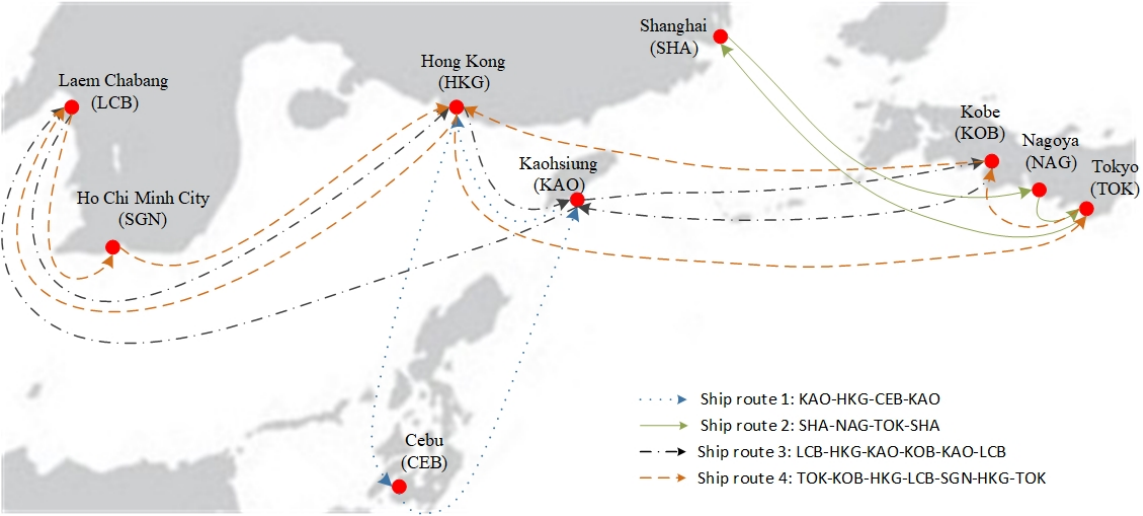 Shanghai
(SHA)
Laem Chabang
(LCB)
Hong Kong
(HKG)
Kobe
(KOB)
Nagoya
(NAG)
Tokyo
(TOK)
Kaohsiung
(KAO)
Ho Chi Minh City
(SGN)
Cebu
(CEB)
Ship route 1: KAO-HKG-CEB-KAO
Ship route 2: SHA-NAG-TOK-SHA
Ship route 3: LCB-HKG-KAO-KOB-KAO-LCB
Ship route 4: TOK-KOB-HKG-LCB-SGN-HKG-TOK